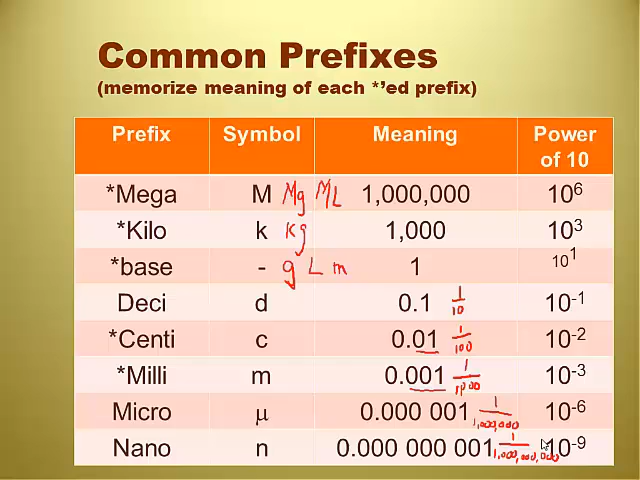 Common Prefixes
(memorize meaning of each *'ed prefix)
Prefix Symbol Meaning Power of 10
*Mega M Mg ML 1,000,000 10⁶
*Kilo k kg 1,000 10³
*base - g L m 1 10¹
Deci d 0.1 1/10 10⁻¹
*Centi c 0.01 1/100 10⁻²
*Milli m 0.001 1/1000 10⁻³
Micro µ 0.000 001 1/1,000,000 10⁻⁶
Nano n 0.000 000 001 1/1,000,000,000 10⁻⁹